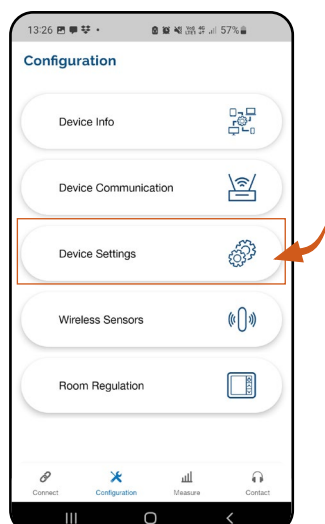 13:26 57%
Configuration
Device Info
Device Communication
Device Settings
Wireless Sensors
Room Regulation
Connect Configuration Measure Contact